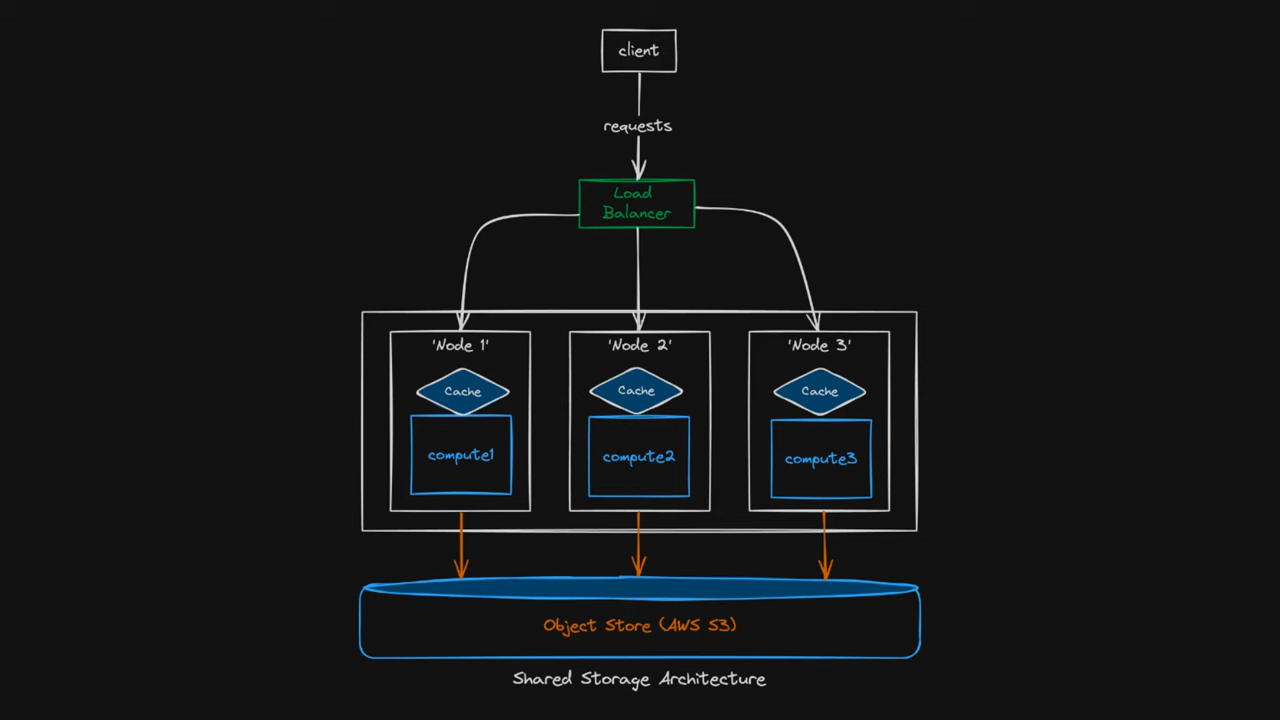 client
requests
Load
Balancer
'Node 1'
'Node 2'
'Node 3'
Cache
Cache
Cache
compute1
compute2
compute3
Object Store (AWS S3)
Shared Storage Architecture